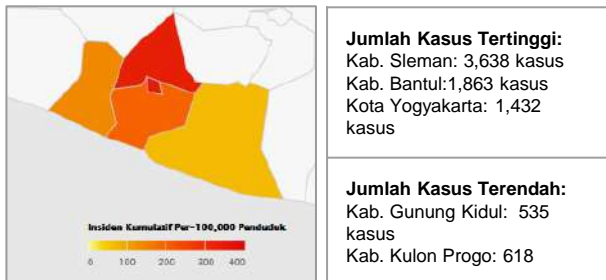 Insiden Kumulatif Per-100,000 Penduduk
0 100 200 300 400
Jumlah Kasus Tertinggi:
Kab. Sleman: 3,638 kasus
Kab. Bantul:1,863 kasus
Kota Yogyakarta: 1,432
kasus
Jumlah Kasus Terendah:
Kab. Gunung Kidul: 535
kasus
Kab. Kulon Progo: 618